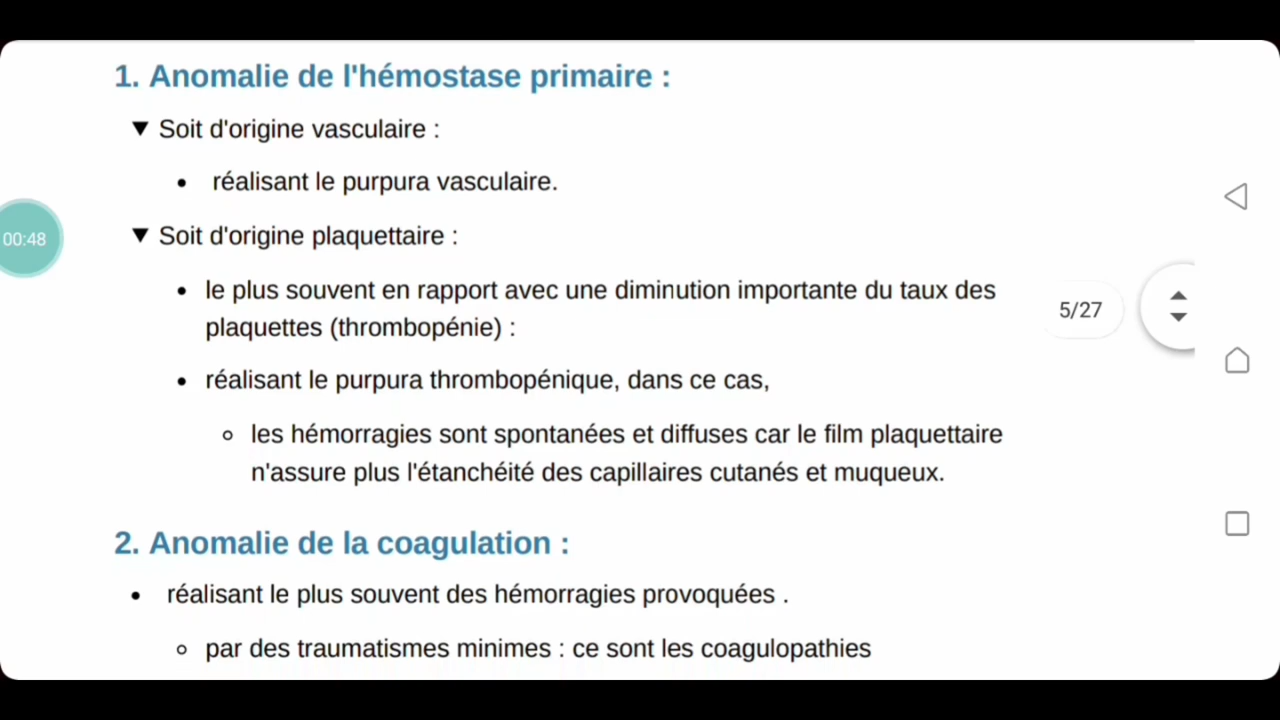 1. Anomalie de l'hémostase primaire :
▼ Soit d'origine vasculaire :
• réalisant le purpura vasculaire.
00:48
▼ Soit d'origine plaquettaire :
• le plus souvent en rapport avec une diminution importante du taux des
plaquettes (thrombopénie) :
5/27
• réalisant le purpura thrombopénique, dans ce cas,
○ les hémorragies sont spontanées et diffuses car le film plaquettaire
n'assure plus l'étanchéité des capillaires cutanés et muqueux.
2. Anomalie de la coagulation :
• réalisant le plus souvent des hémorragies provoquées .
○ par des traumatismes minimes : ce sont les coagulopathies